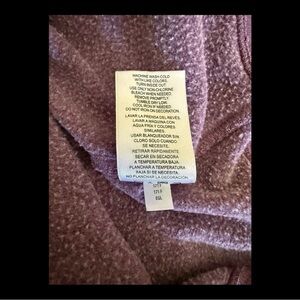 MACHINE WASH COLD
WITH LIKE COLORS.
TURN INSIDE OUT.
USE ONLY NON-CHLORINE
BLEACH WHEN NEEDED.
REMOVE PROMPTLY.
TUMBLE DRY LOW.
COOL IRON IF NEEDED.
DO NOT IRON ON DECORATION
LAVAR LA PRENDA DEL REVÉS.
LAVAR A MAQUINA CON
AGUA FRÍA Y COLORES
SIMILARES.
USAR BLANQUEADOR SIN
CLORO SOLO CUANDO
SE NECESITE.
RETIRAR RÁPIDAMENTE
SECAR EN SECADORA
A TEMPERATURA BAJA
PLANCHAR A TEMPERATURA
BAJA SI SE NECESITA.
NO PLANCHAR LA DECORACIÓN.